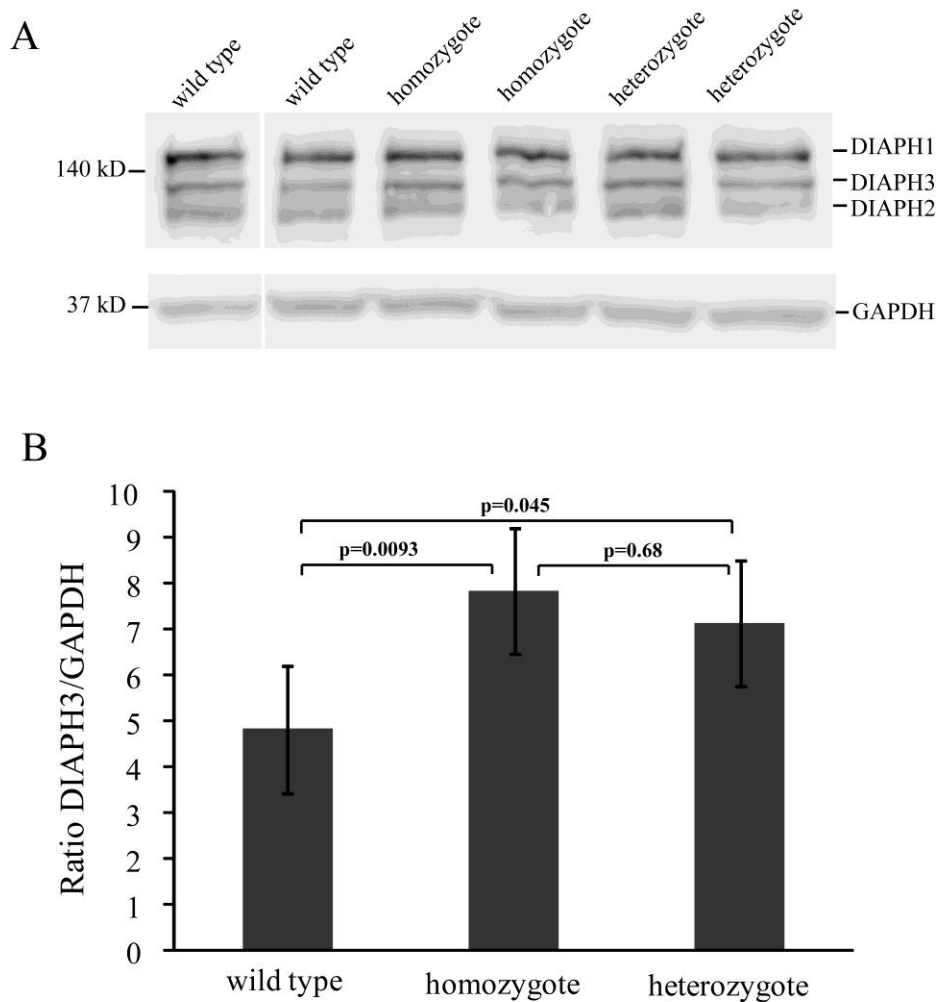 A
wild type wild type homozygote homozygote heterozygote heterozygote
140 kD
DIAPH1
DIAPH3
DIAPH2
37 kD
GAPDH
B
Ratio DIAPH3/GAPDH
10
9
8
7
6
5
4
3
2
1
0
p=0.045
p=0.0093 p=0.68
wild type homozygote heterozygote